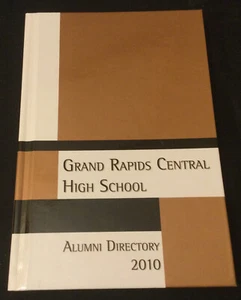 Grand Rapids Central
High School
Alumni Directory
2010